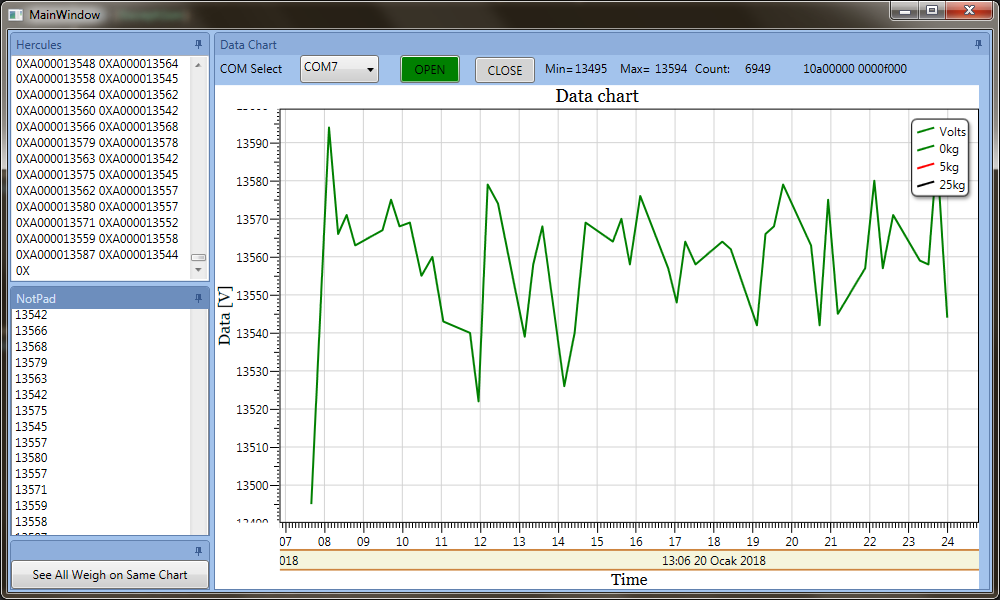 MainWindow
Hercules
0XA000013548 0XA000013564
0XA000013558 0XA000013545
0XA000013564 0XA000013562
0XA000013560 0XA000013542
0XA000013566 0XA000013568
0XA000013579 0XA000013578
0XA000013563 0XA000013542
0XA000013575 0XA000013545
0XA000013562 0XA000013557
0XA000013580 0XA000013557
0XA000013571 0XA000013552
0XA000013559 0XA000013558
0XA000013587 0XA000013544
0X
NotPad
13542
13566
13568
13579
13563
13542
13575
13545
13557
13580
13557
13571
13559
13558
See All Weigh on Same Chart
Data Chart
COM Select COM7 OPEN CLOSE Min= 13495 Max= 13594 Count: 6949 10a00000 0000f000
Data chart
Volts
0kg
5kg
25kg
Data [V]
13590
13580
13570
13560
13550
13540
13530
13520
13510
13500
07 08 09 10 11 12 13 14 15 16 17 18 19 20 21 22 23 24
018 13:06 20 Ocak 2018
Time